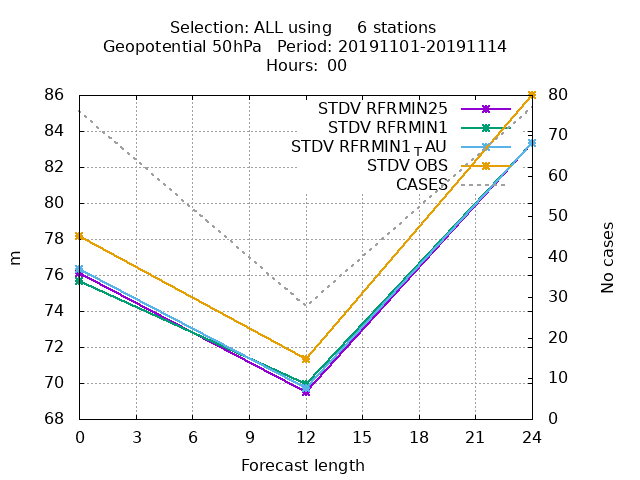 Selection: ALL using     6 stations
Geopotential 50hPa   Period: 20191101-20191114
Hours: 00
86
84
82
80
78
76
74
72
70
68
80
70
60
50
40
30
20
10
0
STDV RFRMIN25
STDV RFRMIN1
STDV RFRMIN1_TAU
STDV OBS
CASES
m
No cases
0 3 6 9 12 15 18 21 24
Forecast length